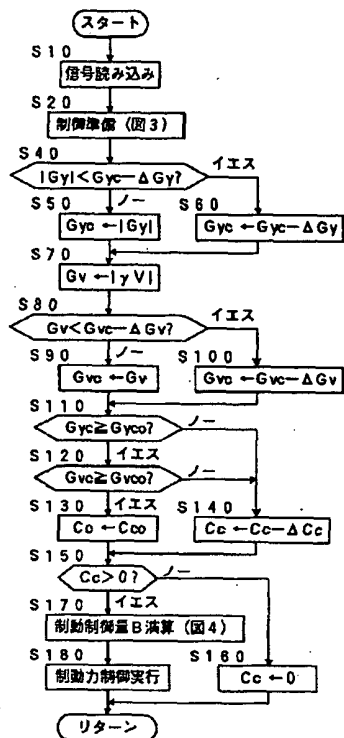 スタート
S10
信号読み込み
S20
制御準備（図3）
S40
|Gy|<Gyc－ΔGy?
イエス
S50
ノー
S60
Gyc ←|Gy|
Gyc ←Gyc－ΔGy
S70
Gv ←|γV|
S80
Gv<Gvc－ΔGv?
イエス
S90
ノー
S100
Gvc ←Gv
Gvc ←Gvc－ΔGv
S110
Gyc≧Gyco?
ノー
S120
イエス
Gvc≧Gvco?
ノー
S130
イエス
S140
Cc ←Cco
Cc ←Cc－ΔCc
S150
Cc>0?
ノー
S170
イエス
制動制御量B演算（図4）
S180
S160
制動力制御実行
Cc ←0
リターン